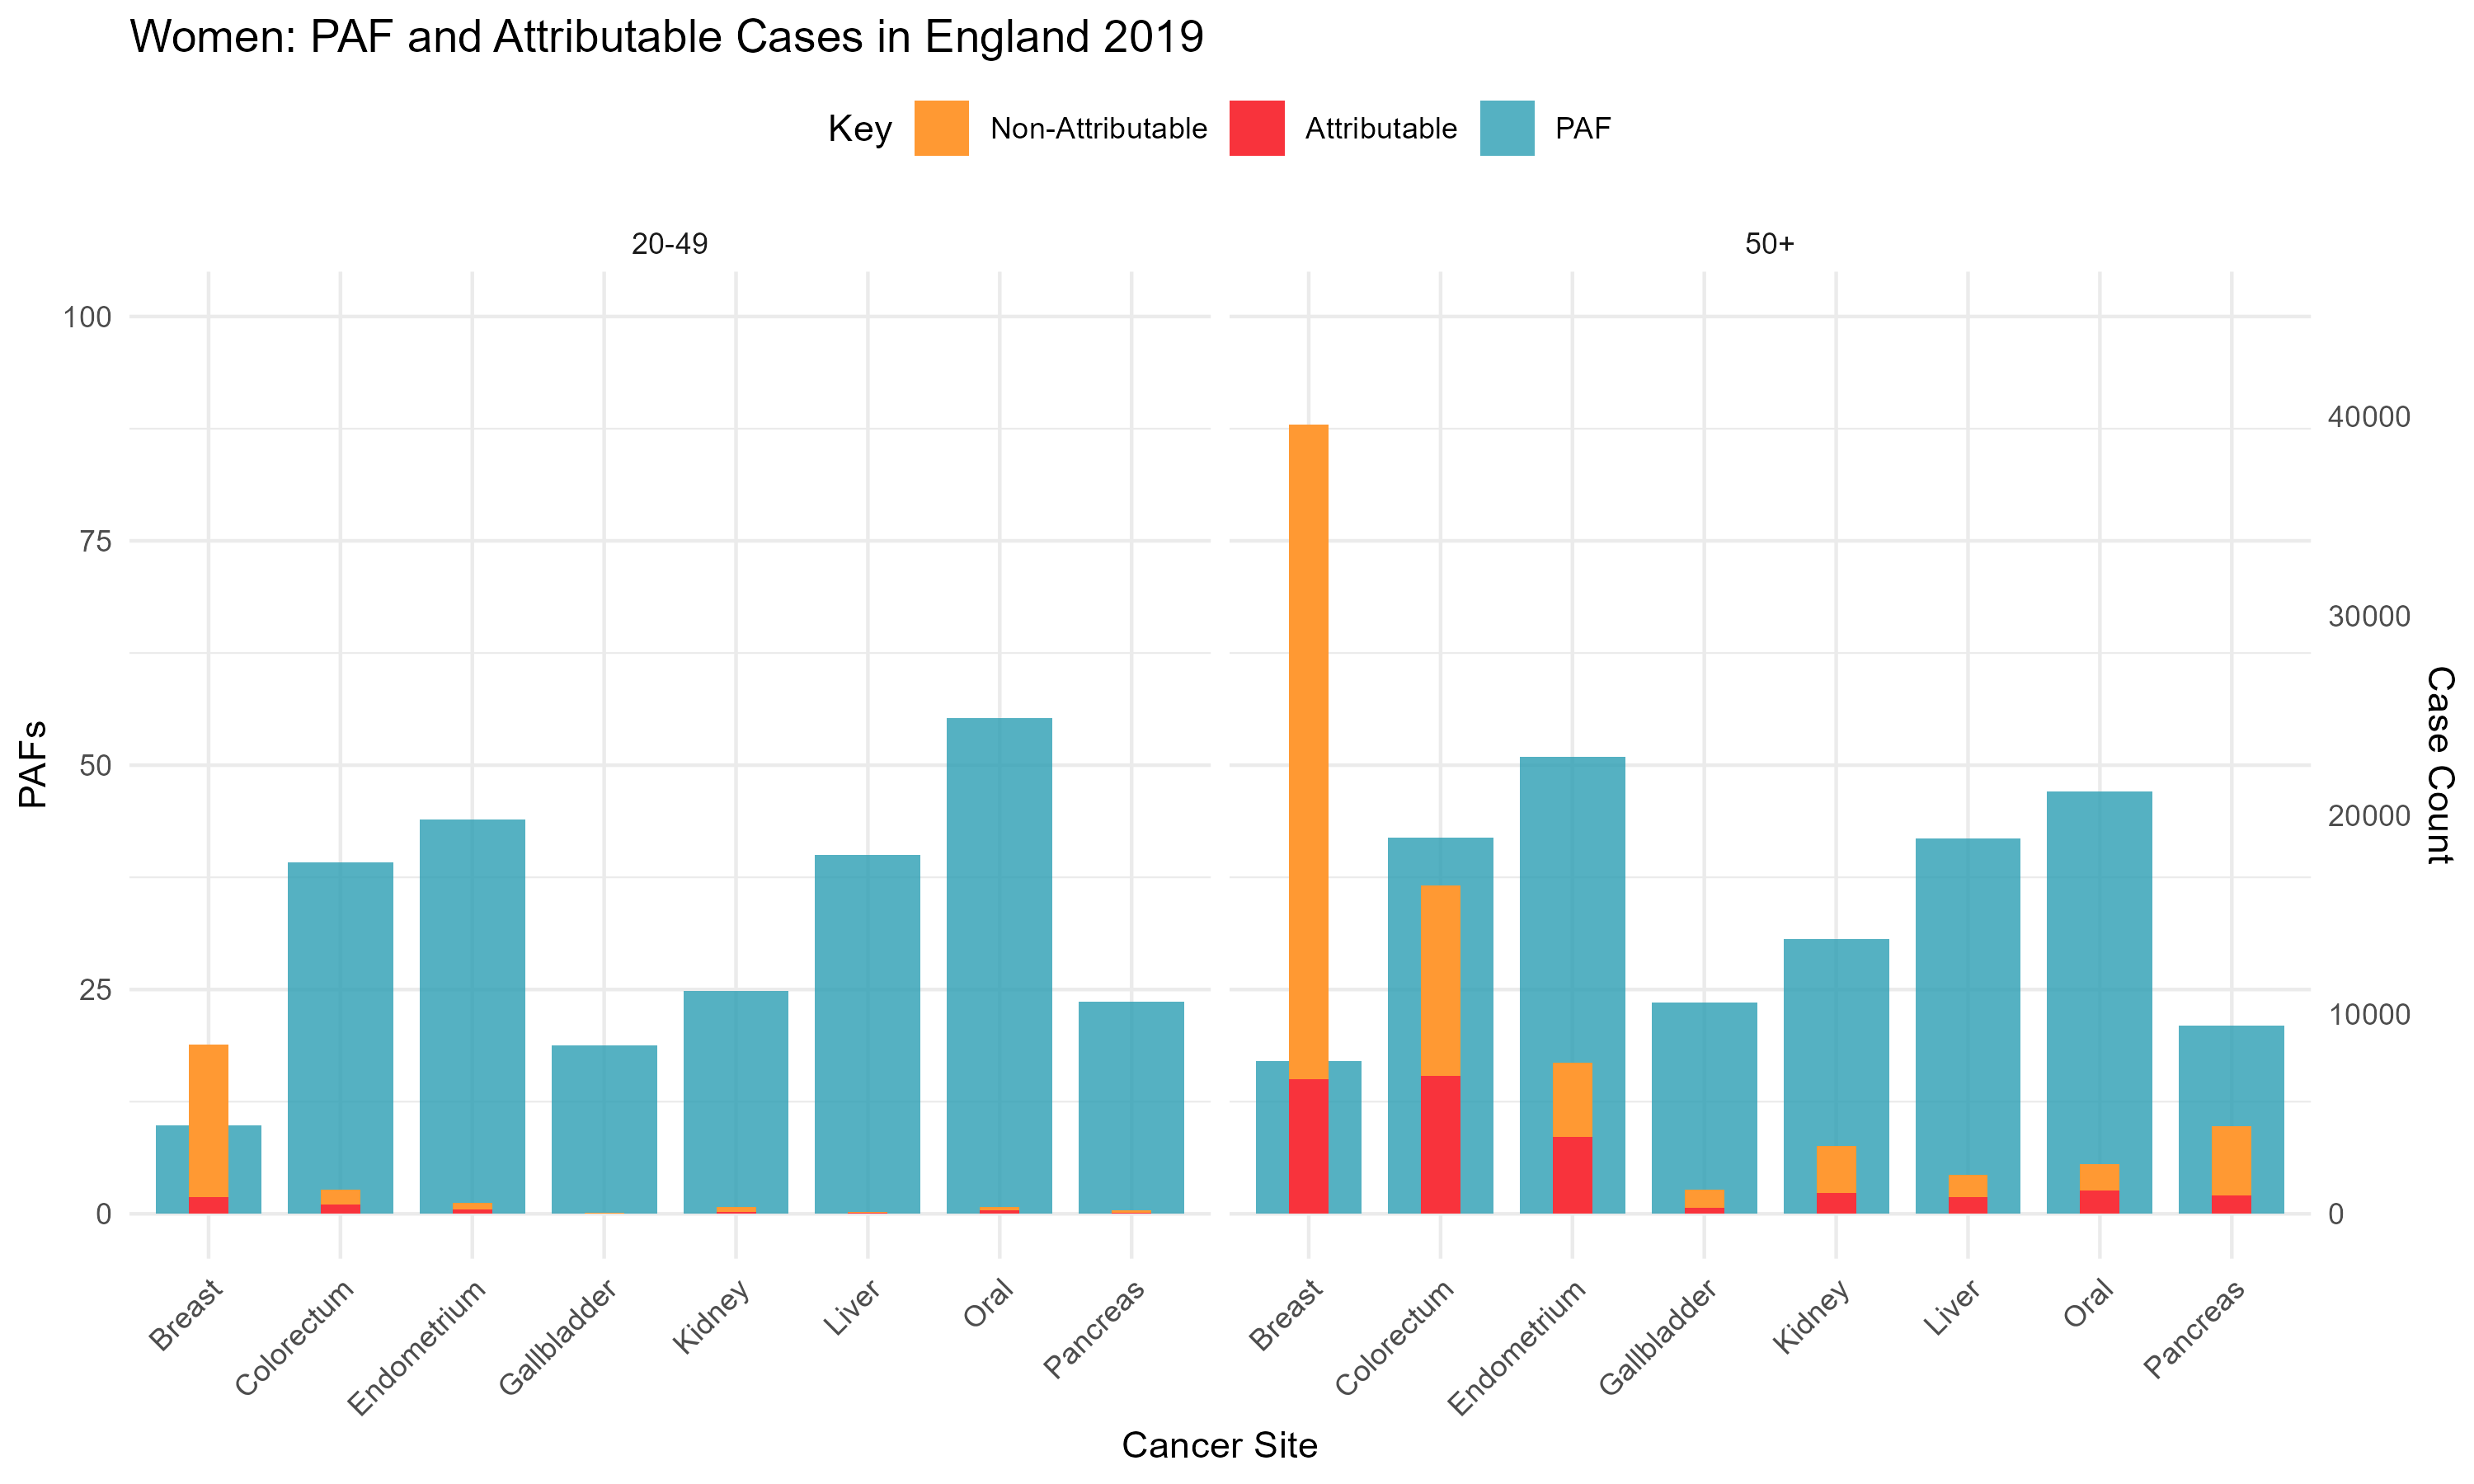 Women: PAF and Attributable Cases in England 2019
Key Non-Attributable Attributable PAF
20-49 50+
100
75
50
25
0
PAFs
40000
30000
20000
10000
0
Case Count
Breast Colorectum Endometrium Gallbladder Kidney Liver Oral Pancreas Breast Colorectum Endometrium Gallbladder Kidney Liver Oral Pancreas
Cancer Site